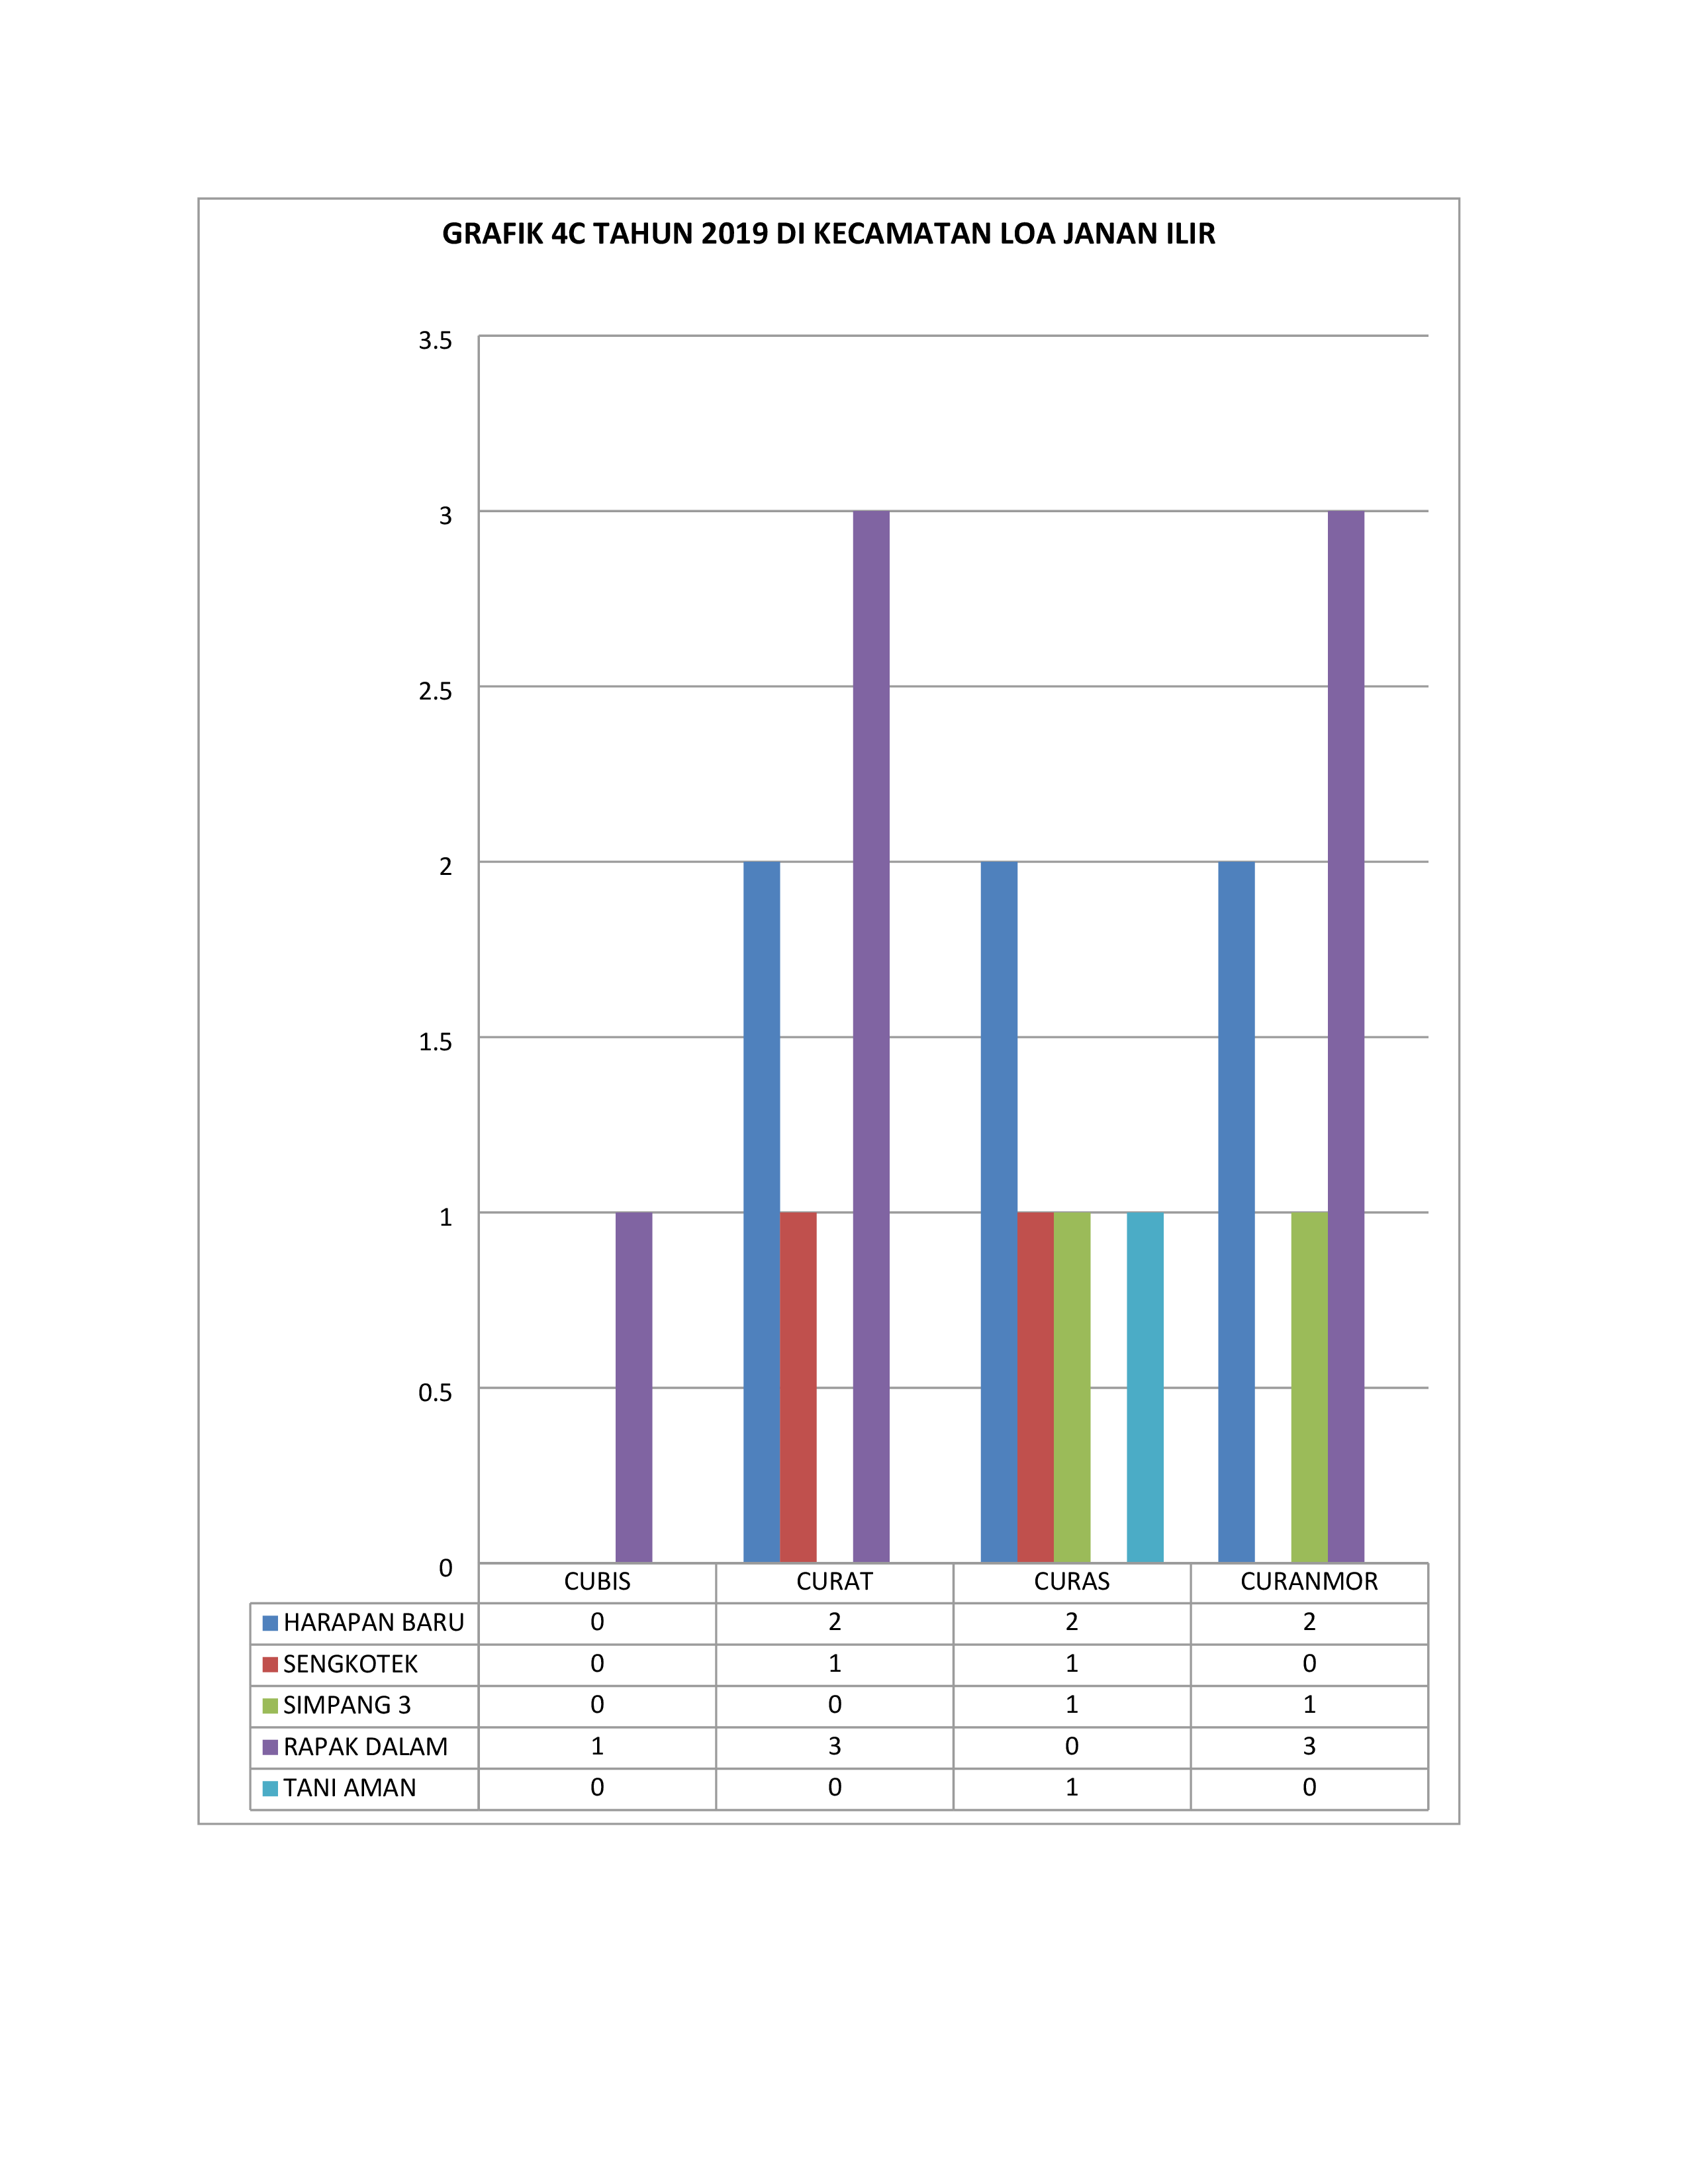 GRAFIK 4C TAHUN 2019 DI KECAMATAN LOA JANAN ILIR
3.5
3
2.5
2
1.5
1
0.5
0
CUBIS CURAT CURAS CURANMOR
HARAPAN BARU 0 2 2 2
SENGKOTEK 0 1 1 0
SIMPANG 3 0 0 1 1
RAPAK DALAM 1 3 0 3
TANI AMAN 0 0 1 0